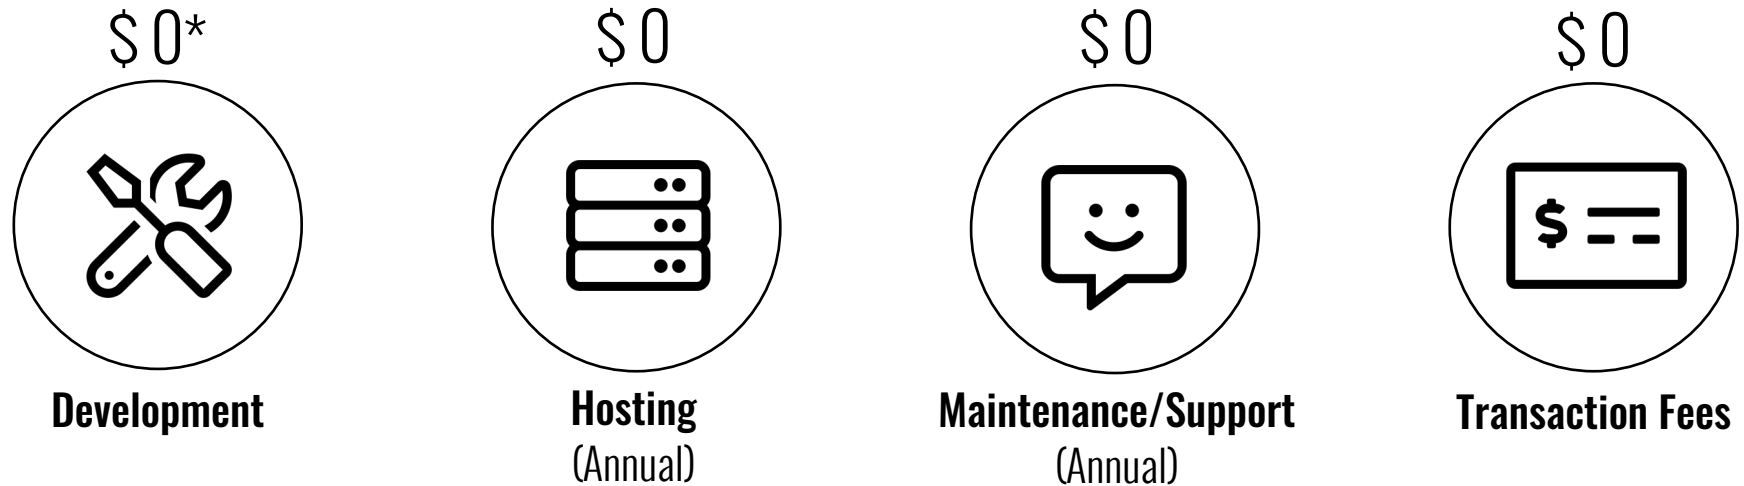 $ 0*
$ 0
$ 0
$ 0
$
Development
Hosting
(Annual)
Maintenance/Support
(Annual)
Transaction Fees